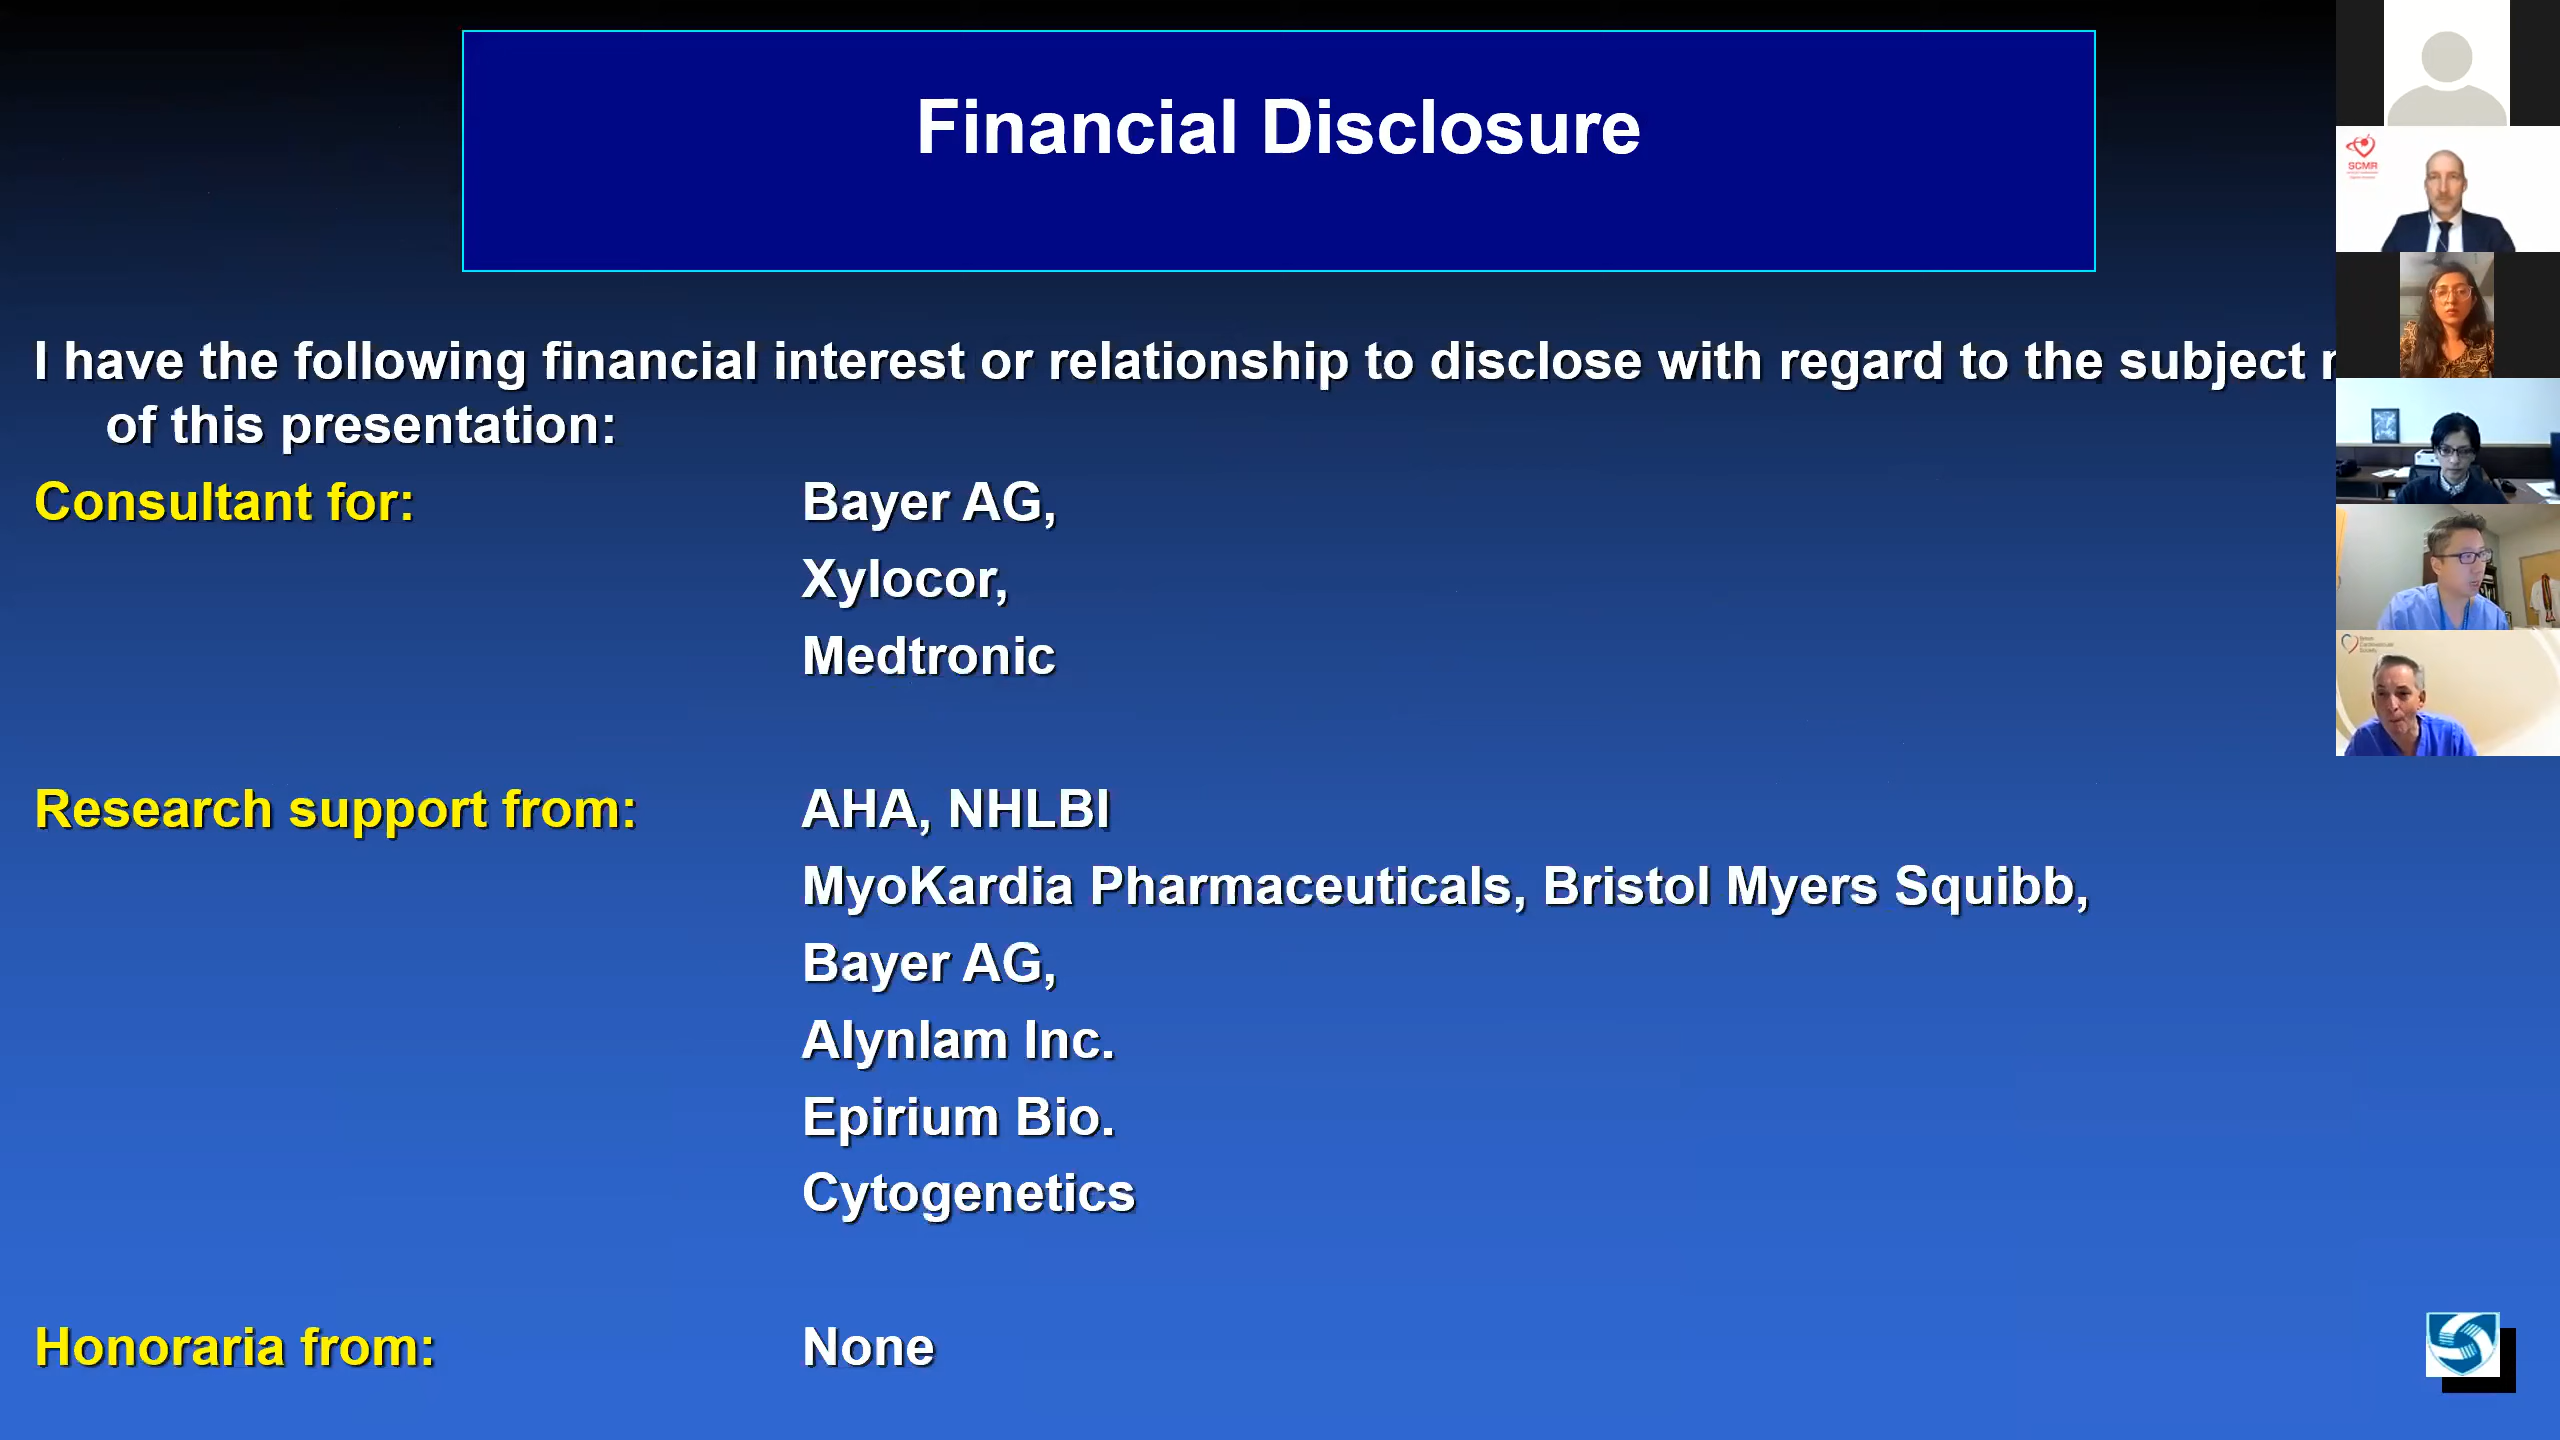 Financial Disclosure
I have the following financial interest or relationship to disclose with regard to the subject
of this presentation:
Consultant for: Bayer AG,
Xylocor,
Medtronic
Research support from: AHA, NHLBI
MyoKardia Pharmaceuticals, Bristol Myers Squibb,
Bayer AG,
Alynlam Inc.
Epirium Bio.
Cytogenetics
Honoraria from: None
SCMR